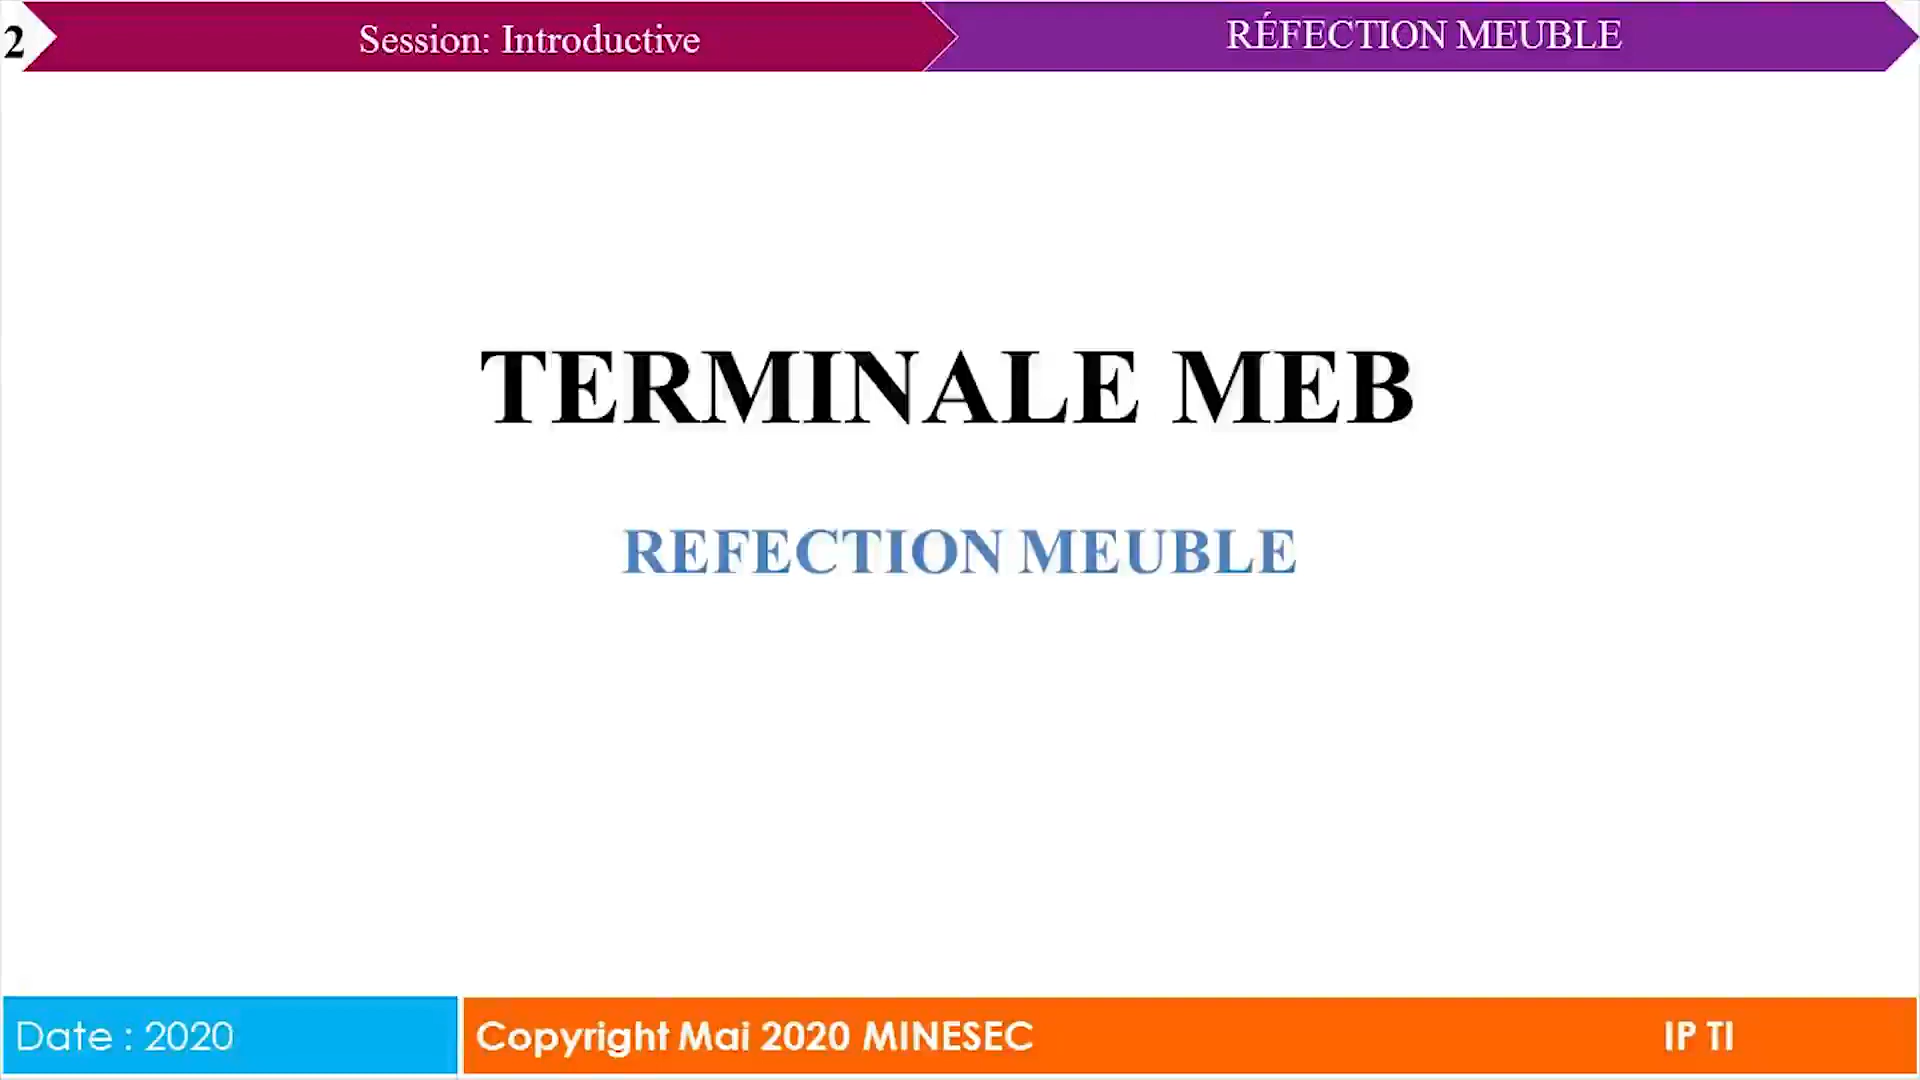 2
Session: Introductive
RÉFECTION MEUBLE
TERMINALE MEB
REFECTION MEUBLE
Date : 2020
Copyright Mai 2020 MINESEC
IP TI